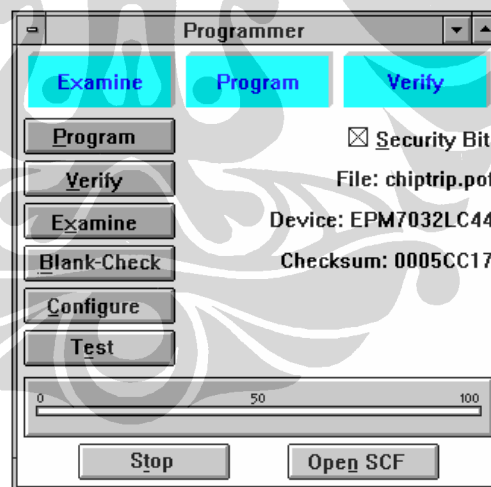 Programmer
Examine Program Verify
Program
Security Bit
Verify
File: chiptrip.pof
Examine
Device: EPM7032LC44
Blank-Check
Checksum: 0005CC17
Configure
Test
0 50 100
Stop Open SCF